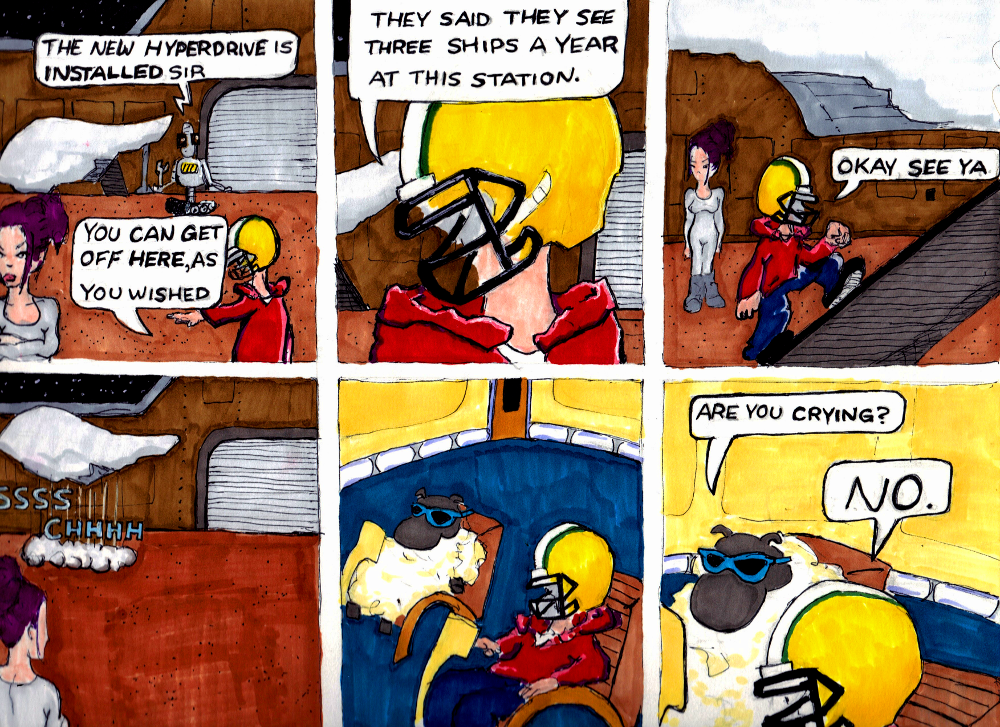 THE NEW HYPERDRIVE IS
INSTALLED SIR
YOU CAN GET
OFF HERE, AS
YOU WISHED
THEY SAID THEY SEE
THREE SHIPS A YEAR
AT THIS STATION.
OKAY SEE YA
SSSS
CHHHH
ARE YOU CRYING?
NO.